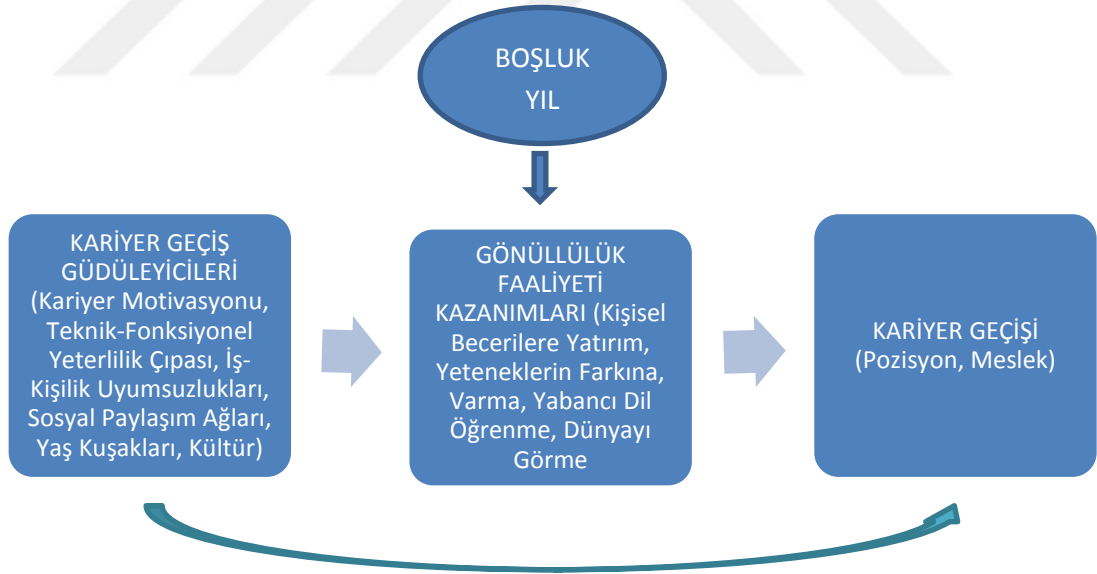 BOŞLUK
YIL
KARİYER GEÇİŞ
GÜDÜLEYİCİLERİ
(Kariyer Motivasyonu,
Teknik-Fonksiyonel
Yeterlilik Çıpası, İş-
Kişilik Uyumsuzlukları,
Sosyal Paylaşım Ağları,
Yaş Kuşakları, Kültür)
GÖNÜLLÜLÜK
FAALİYETİ
KAZANIMLARI (Kişisel
Becerilere Yatırım,
Yeteneklerin Farkına,
Varma, Yabancı Dil
Öğrenme, Dünyayı
Görme
KARİYER GEÇİŞİ
(Pozisyon, Meslek)